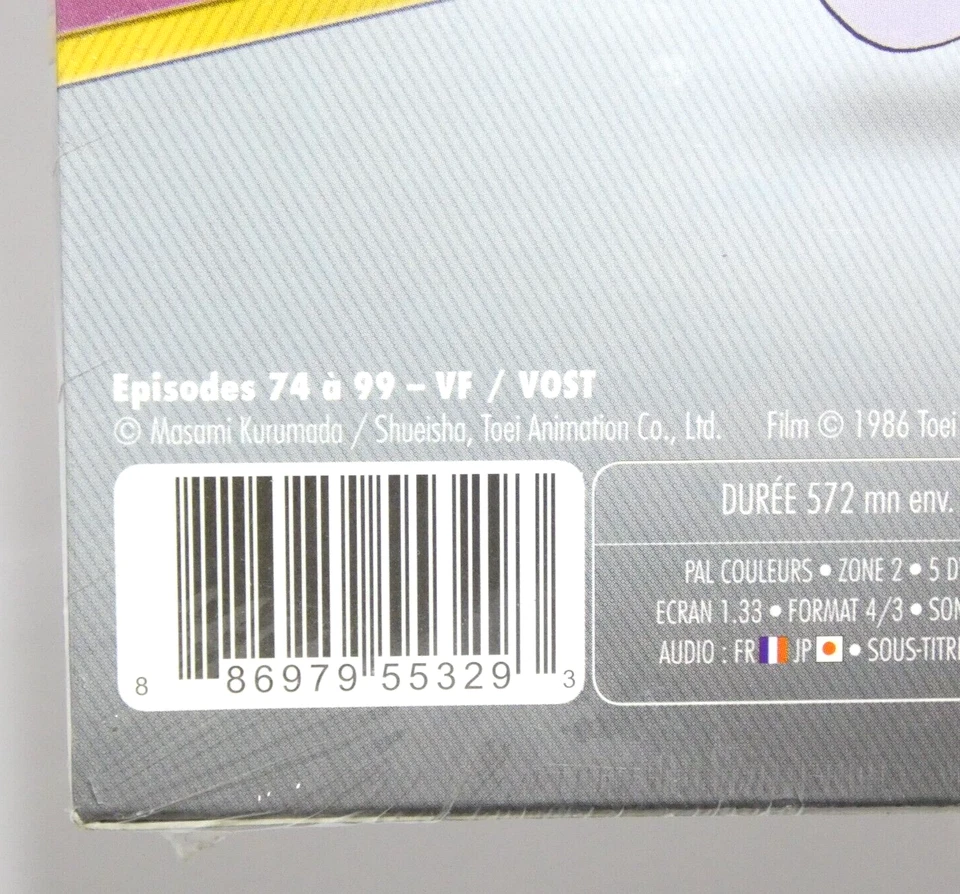 Episodes 74 à 99 – VF / VOST
© Masami Kurumada / Shueisha, Toei Animation Co., Ltd. Film © 1986 Toei
DURÉE 572 mn env.
PAL COULEURS • ZONE 2 • 5 D
ECRAN 1.33 • FORMAT 4/3 • SON
AUDIO : FR JP • SOUS-TITRE
8 86979 55329 3